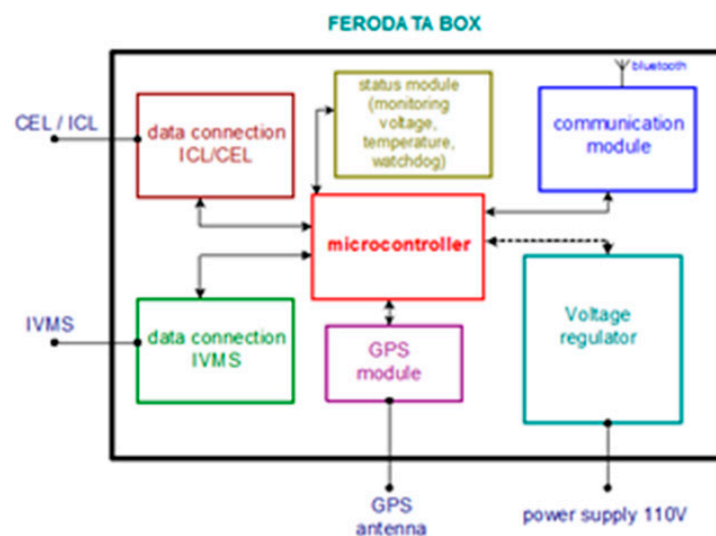 FERODATA BOX
bluetooth
status module
(monitoring
voltage,
temperature,
watchdog)
CEL / ICL
data connection
ICL/CEL
communication
module
microcontroller
IVMS
data connection
IVMS
GPS
module
Voltage
regulator
GPS
antenna
power supply 110V